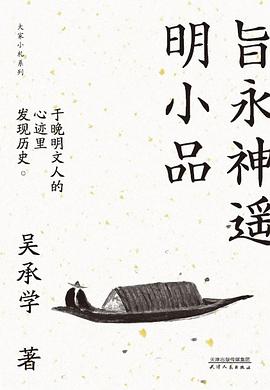 大家小札系列
旨永神遥
明小品
于晚明文人的
心迹里
发现历史。
吴承学 著
天津出版传媒集团
天津人民出版社